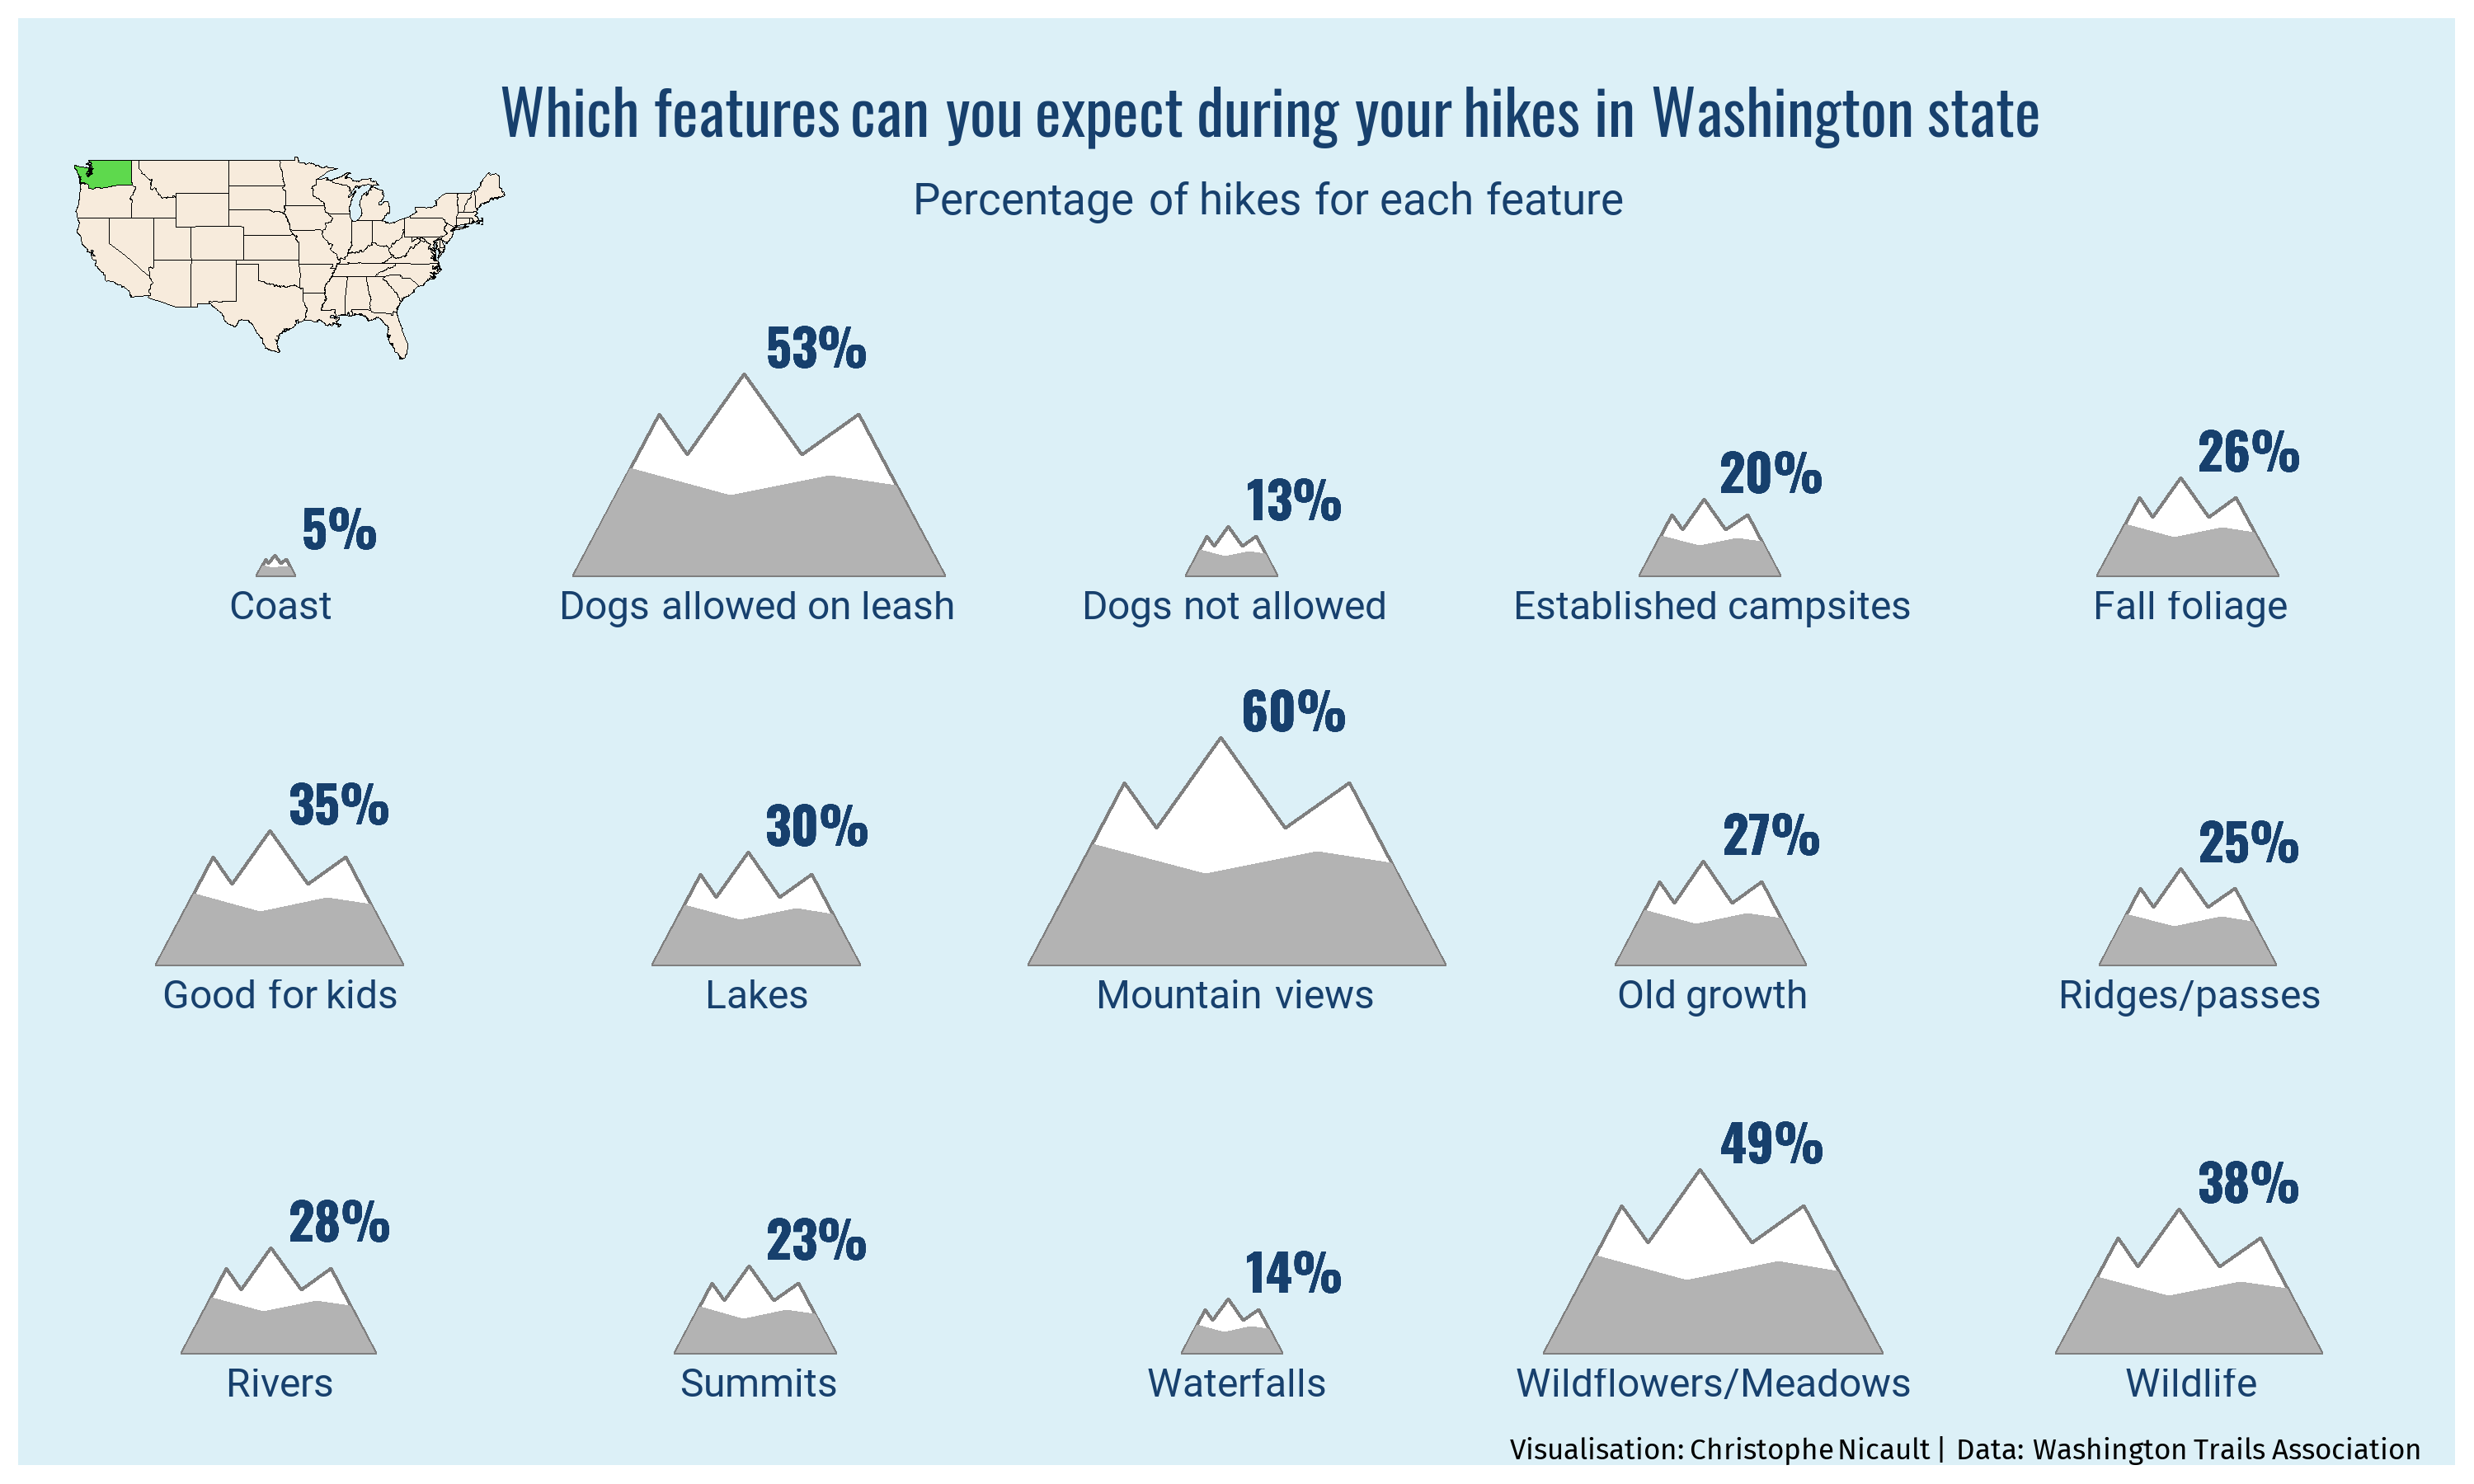 Which features can you expect during your hikes in Washington state
Percentage of hikes for each feature
5%
Coast
53%
Dogs allowed on leash
13%
Dogs not allowed
20%
Established campsites
26%
Fall foliage
35%
Good for kids
30%
Lakes
60%
Mountain views
27%
Old growth
25%
Ridges/passes
28%
Rivers
23%
Summits
14%
Waterfalls
49%
Wildflowers/Meadows
38%
Wildlife
Visualisation: Christophe Nicault | Data: Washington Trails Association